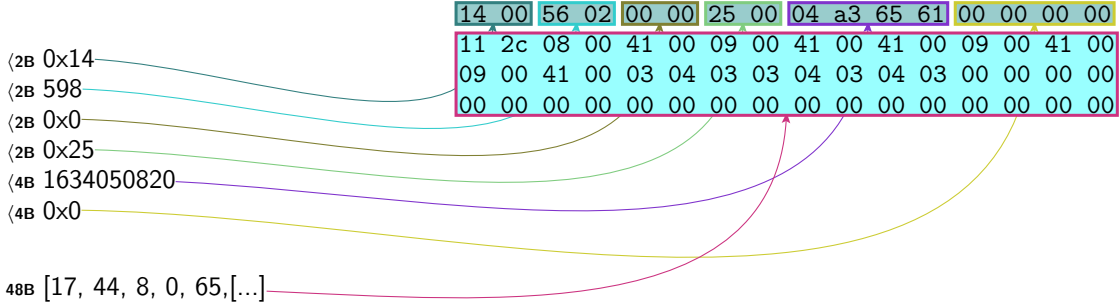 14 00 56 02 00 00 25 00 04 a3 65 61 00 00 00 00
11 2c 08 00 41 00 09 00 41 00 41 00 09 00 41 00
09 00 41 00 03 04 03 03 04 03 04 03 00 00 00 00
00 00 00 00 00 00 00 00 00 00 00 00 00 00 00 00
⟨2B 0x14
⟨2B 598
⟨2B 0x0
⟨2B 0x25
⟨4B 1634050820
⟨4B 0x0
48B [17, 44, 8, 0, 65,[...]